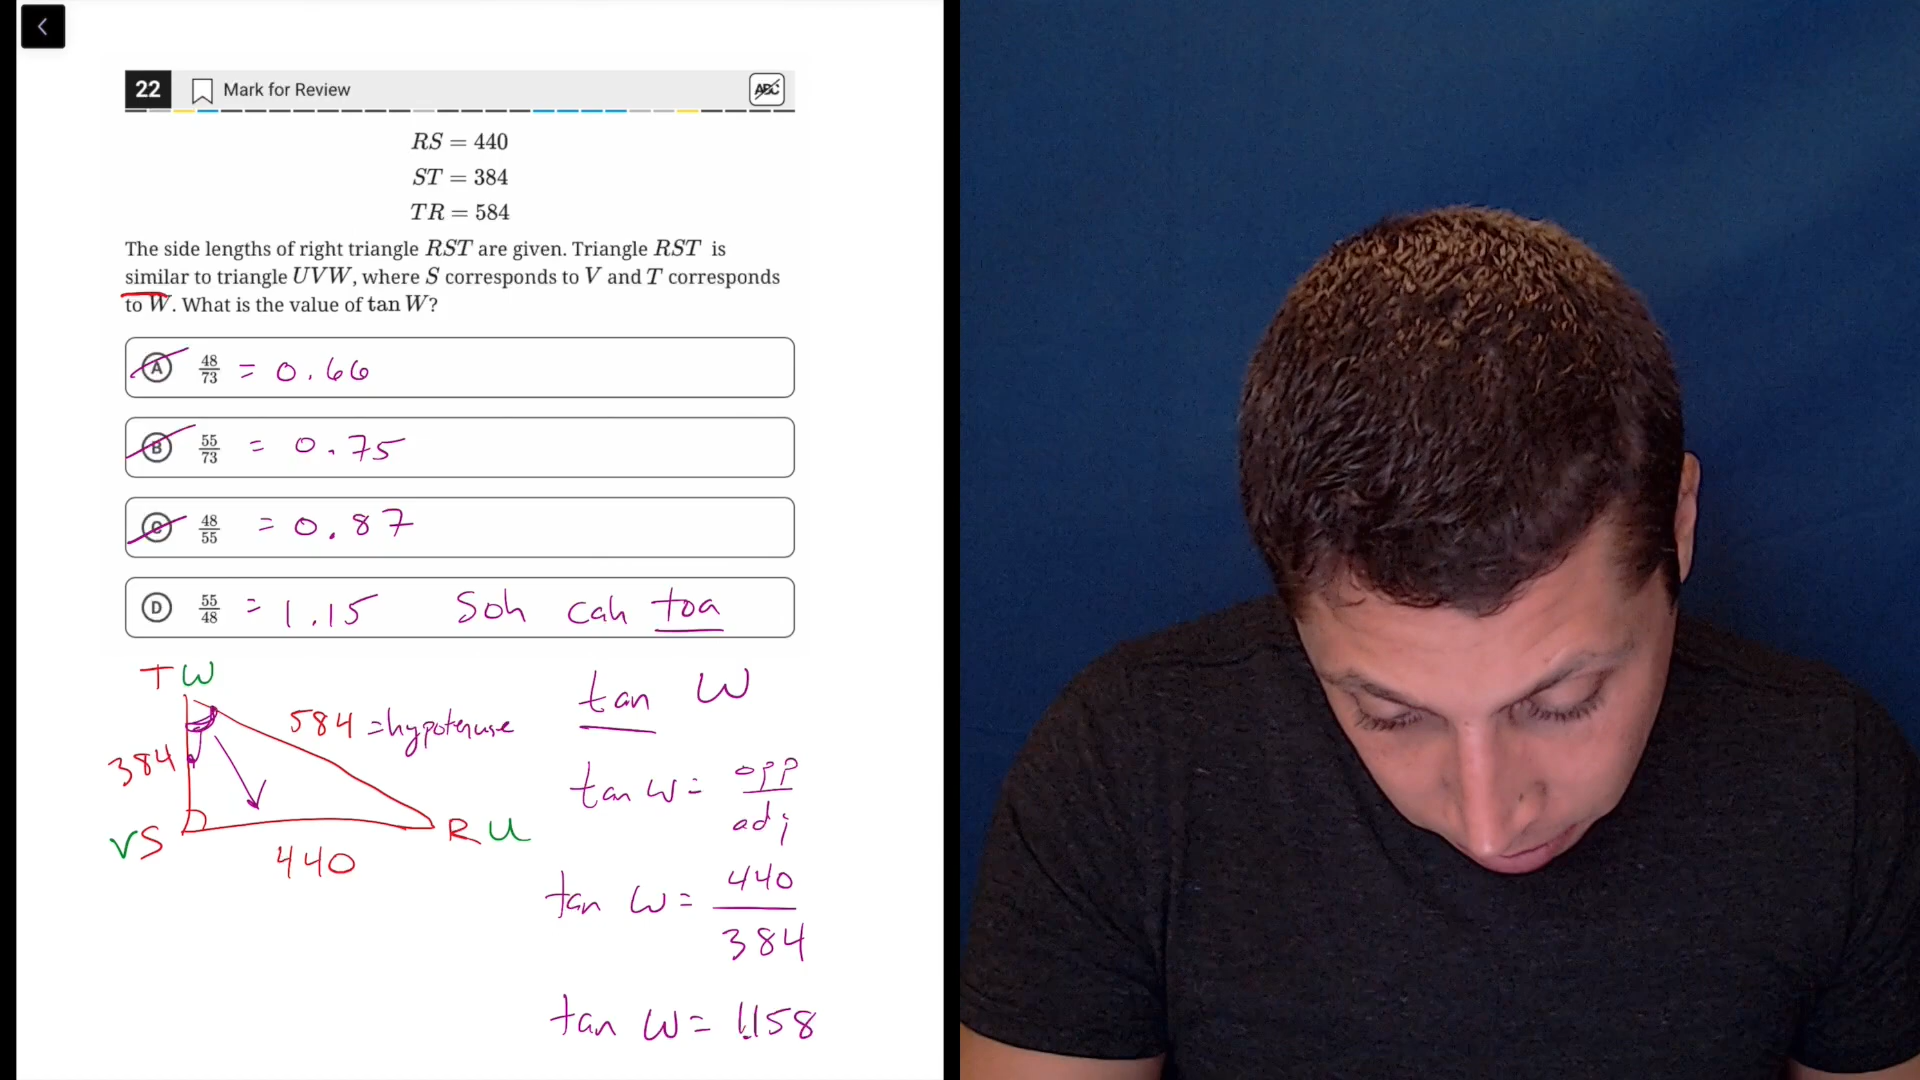 22 Mark for Review ABC
RS = 440
ST = 384
TR = 584
The side lengths of right triangle RST are given. Triangle RST is
similar to triangle UVW, where S corresponds to V and T corresponds
to W. What is the value of tan W?
A 48/73 = 0.66
B 55/73 = 0.75
C 48/55 = 0.87
D 55/48 = 1.15 Soh cah toa
T W
584 = hypotenuse
384
V S
R U
440
tan W
tan W = opp/adj
tan W = 440/384
tan W = 1.158